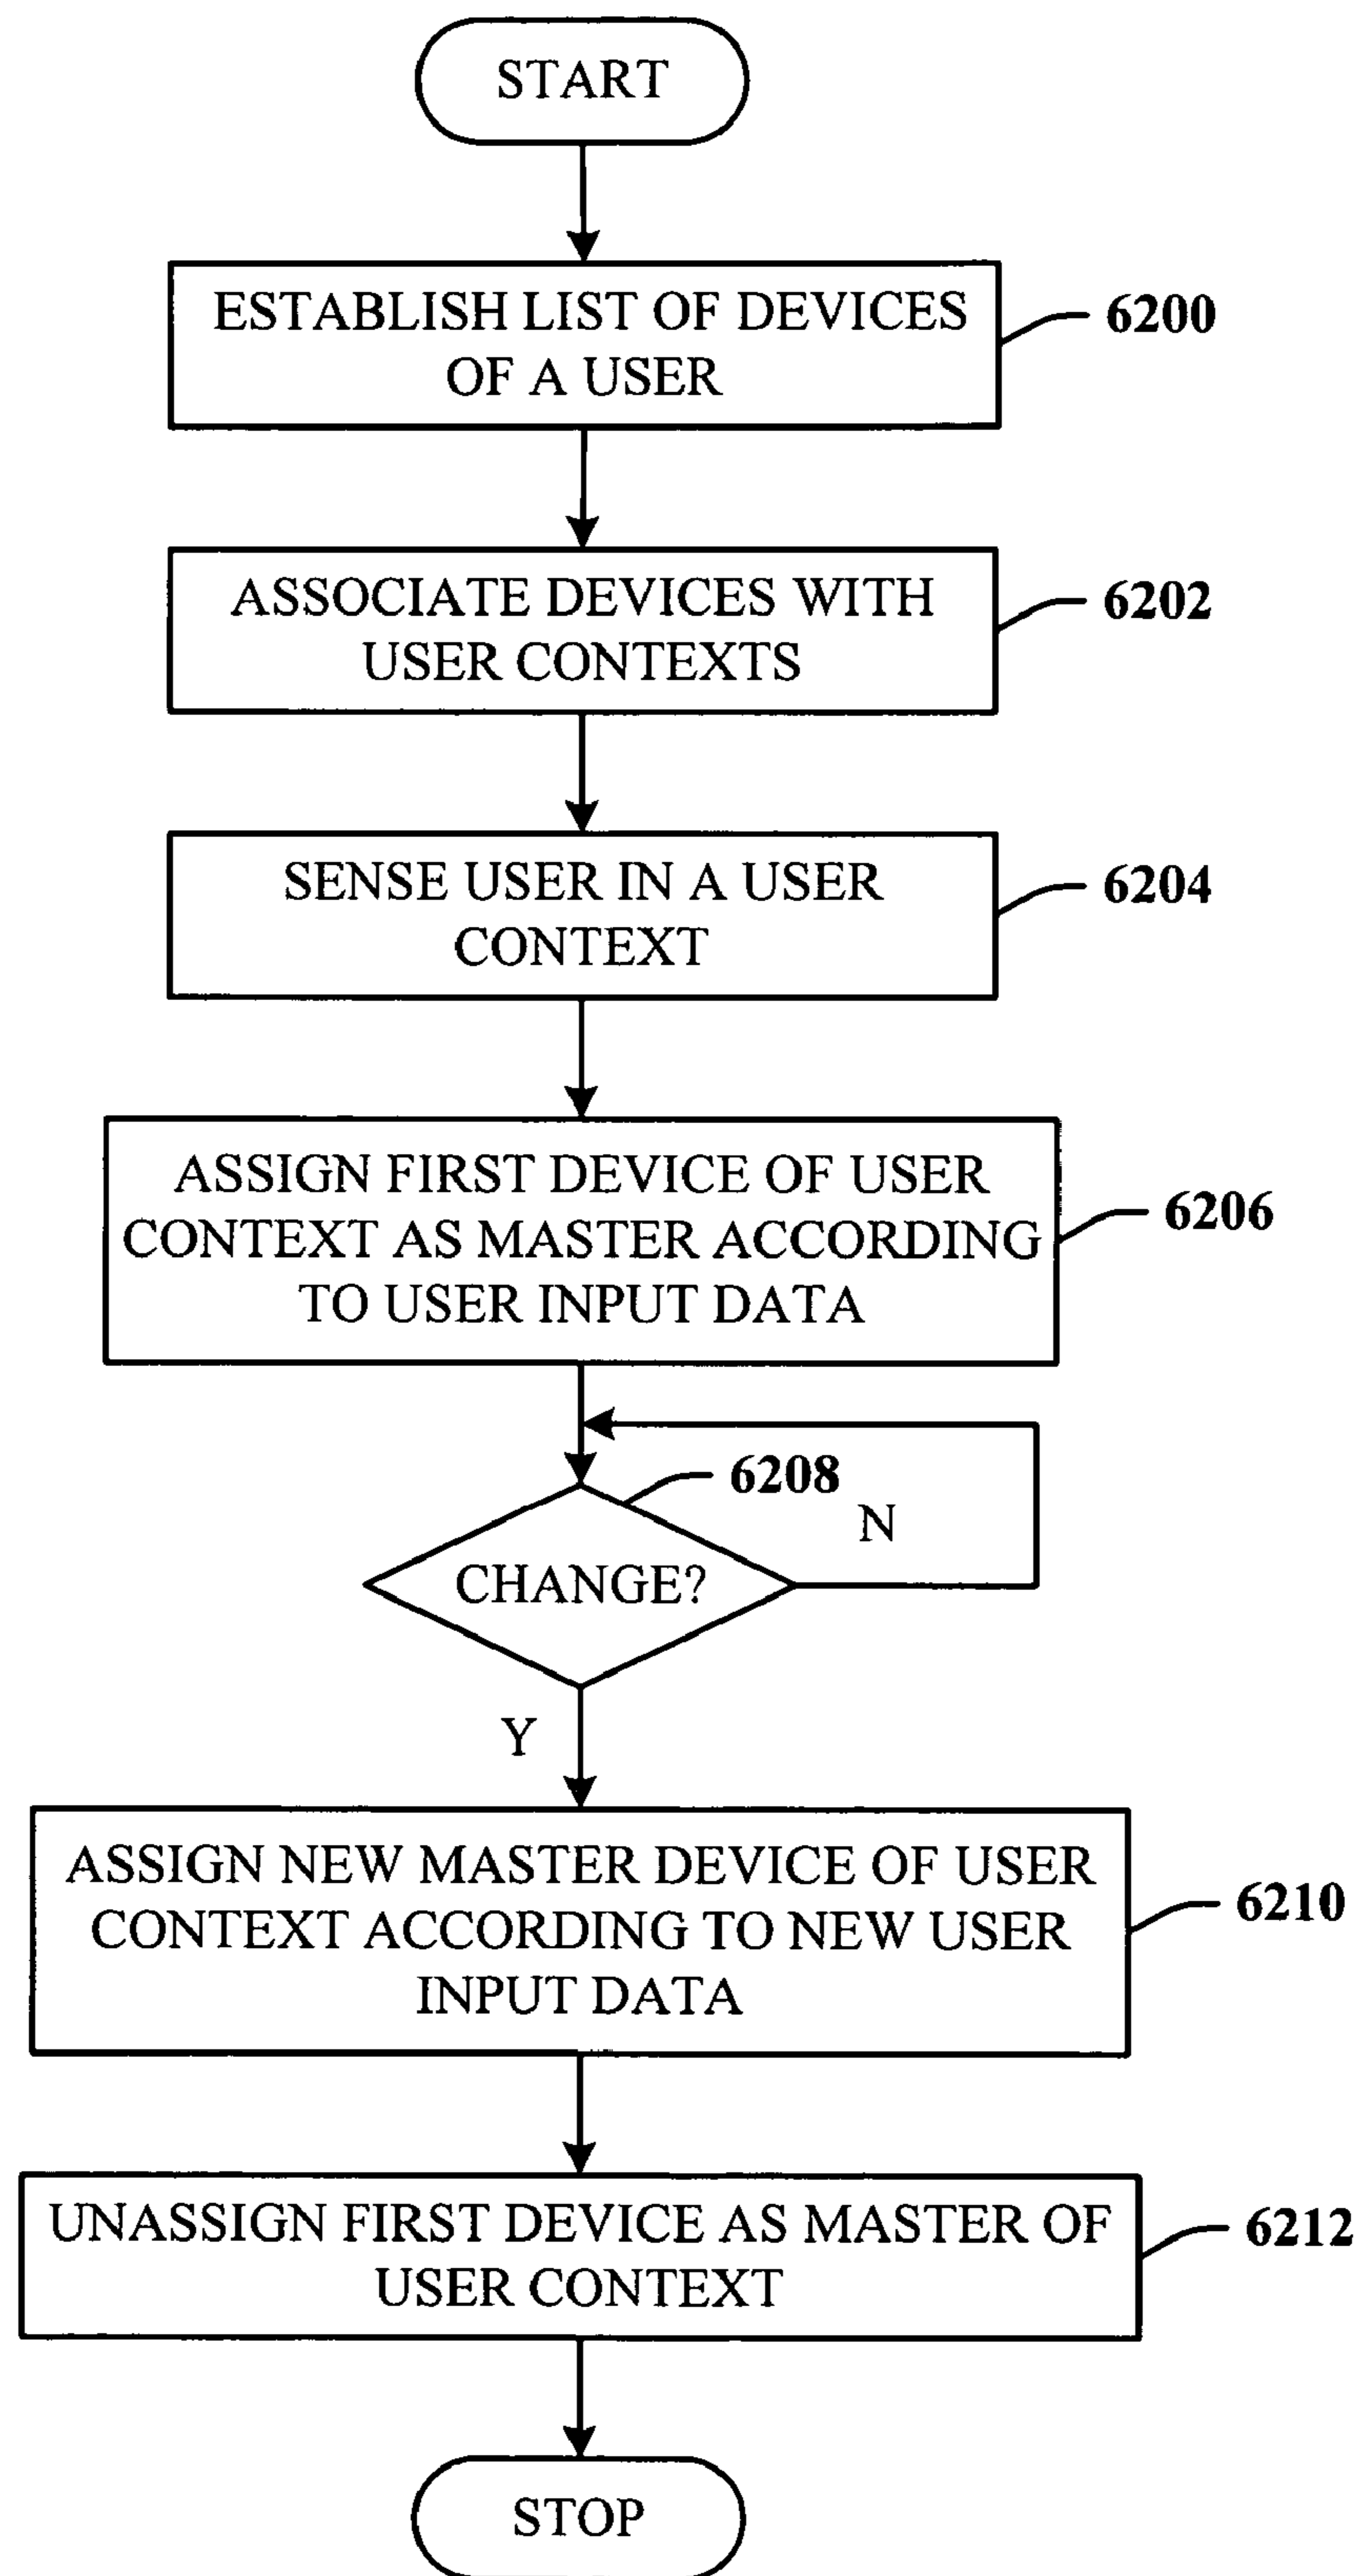 START
ESTABLISH LIST OF DEVICES
OF A USER
6200
ASSOCIATE DEVICES WITH
USER CONTEXTS
6202
SENSE USER IN A USER
CONTEXT
6204
ASSIGN FIRST DEVICE OF USER
CONTEXT AS MASTER ACCORDING
TO USER INPUT DATA
6206
6208
N
CHANGE?
Y
ASSIGN NEW MASTER DEVICE OF USER
CONTEXT ACCORDING TO NEW USER
INPUT DATA
6210
UNASSIGN FIRST DEVICE AS MASTER OF
USER CONTEXT
6212
STOP